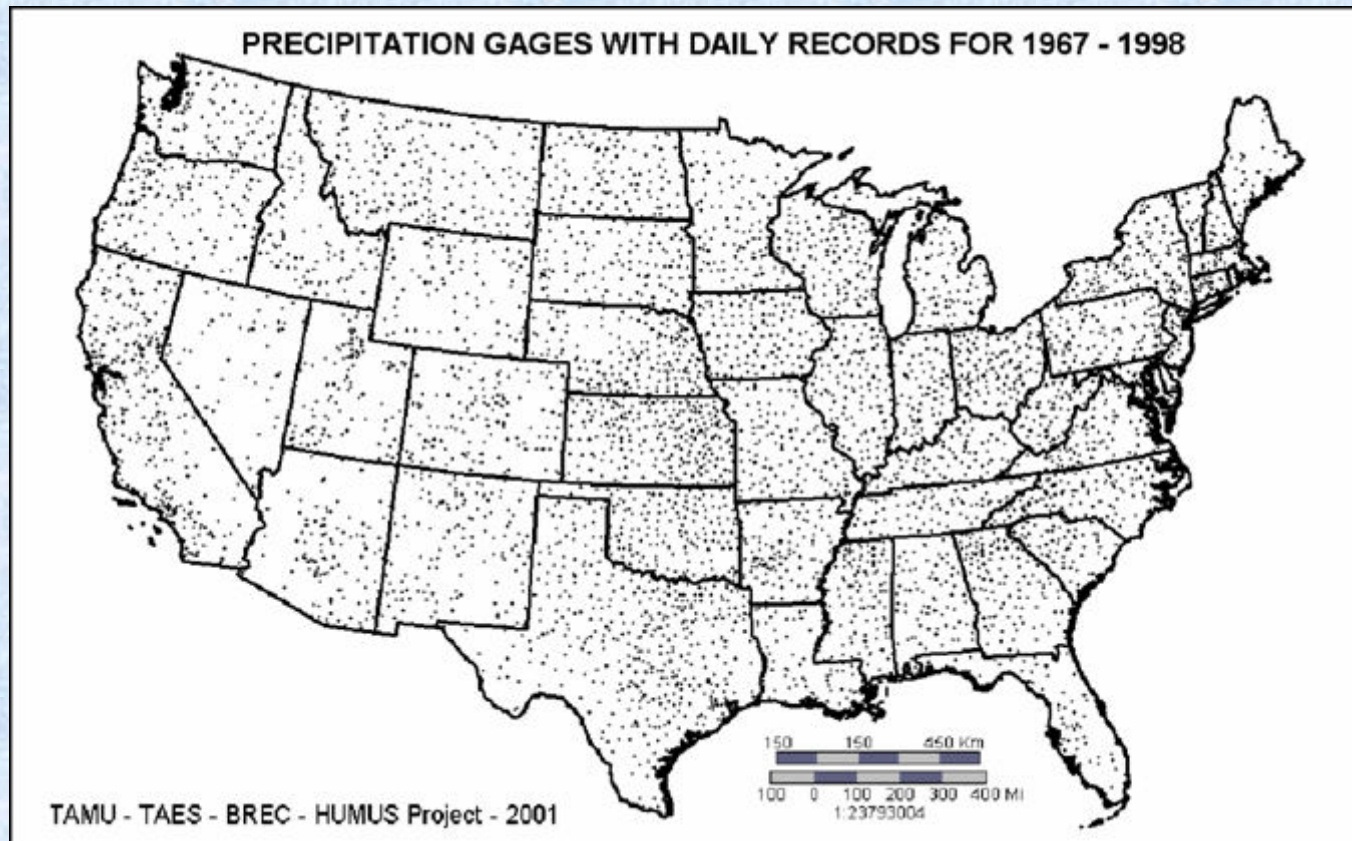 PRECIPITATION GAGES WITH DAILY RECORDS FOR 1967 - 1998
150 150 450 Km
100 0 100 200 300 400 MI
1:23793004
TAMU - TAES - BREC - HUMUS Project - 2001